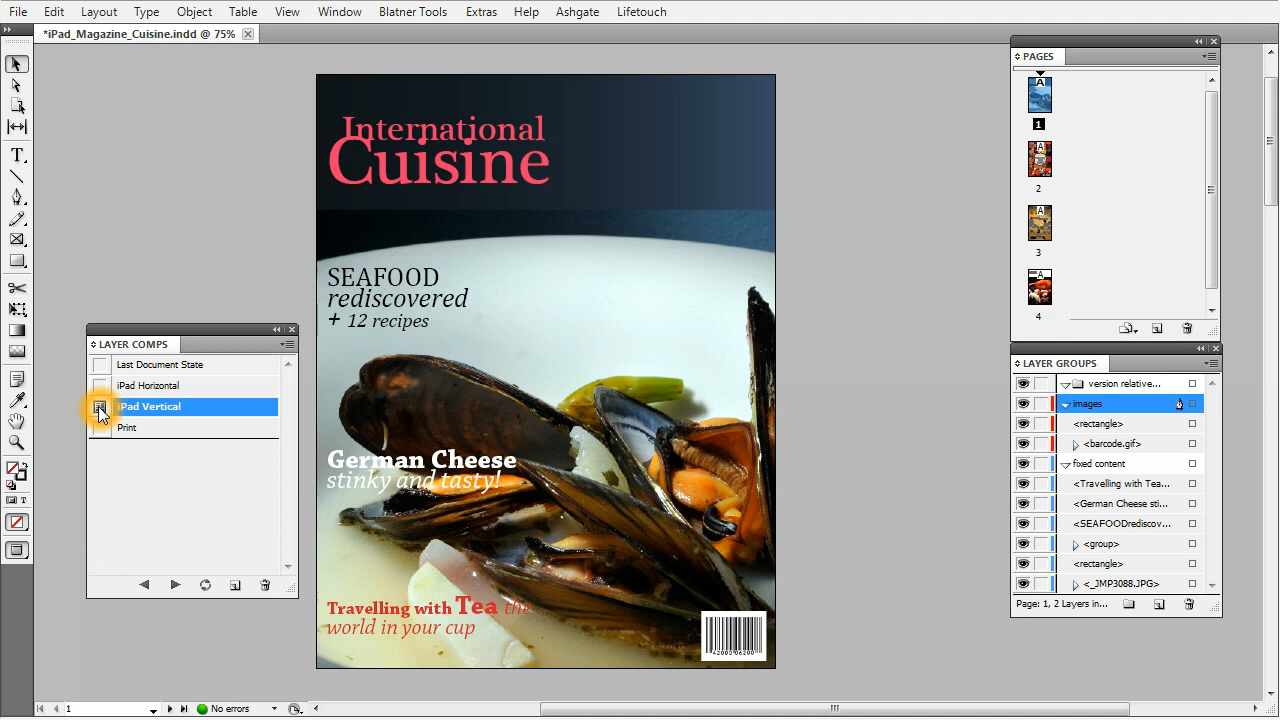 File Edit Layout Type Object Table View Window Blatner Tools Extras Help Ashgate Lifetouch
*iPad_Magazine_Cuisine.indd @ 75%
International
Cuisine
SEAFOOD
rediscovered
+ 12 recipes
German Cheese
stinky and tasty!
Travelling with Tea the
world in your cup
42000 06200
LAYER COMPS
Last Document State
iPad Horizontal
iPad Vertical
Print
PAGES
A
1
A
2
A
3
A
4
LAYER GROUPS
version relative...
images
<rectangle>
<barcode.gif>
fixed content
<Travelling with Tea...
<German Cheese sti...
<SEAFOODrediscov...
<group>
<rectangle>
<_JMP3088.JPG>
Page: 1, 2 Layers in...
1
No errors